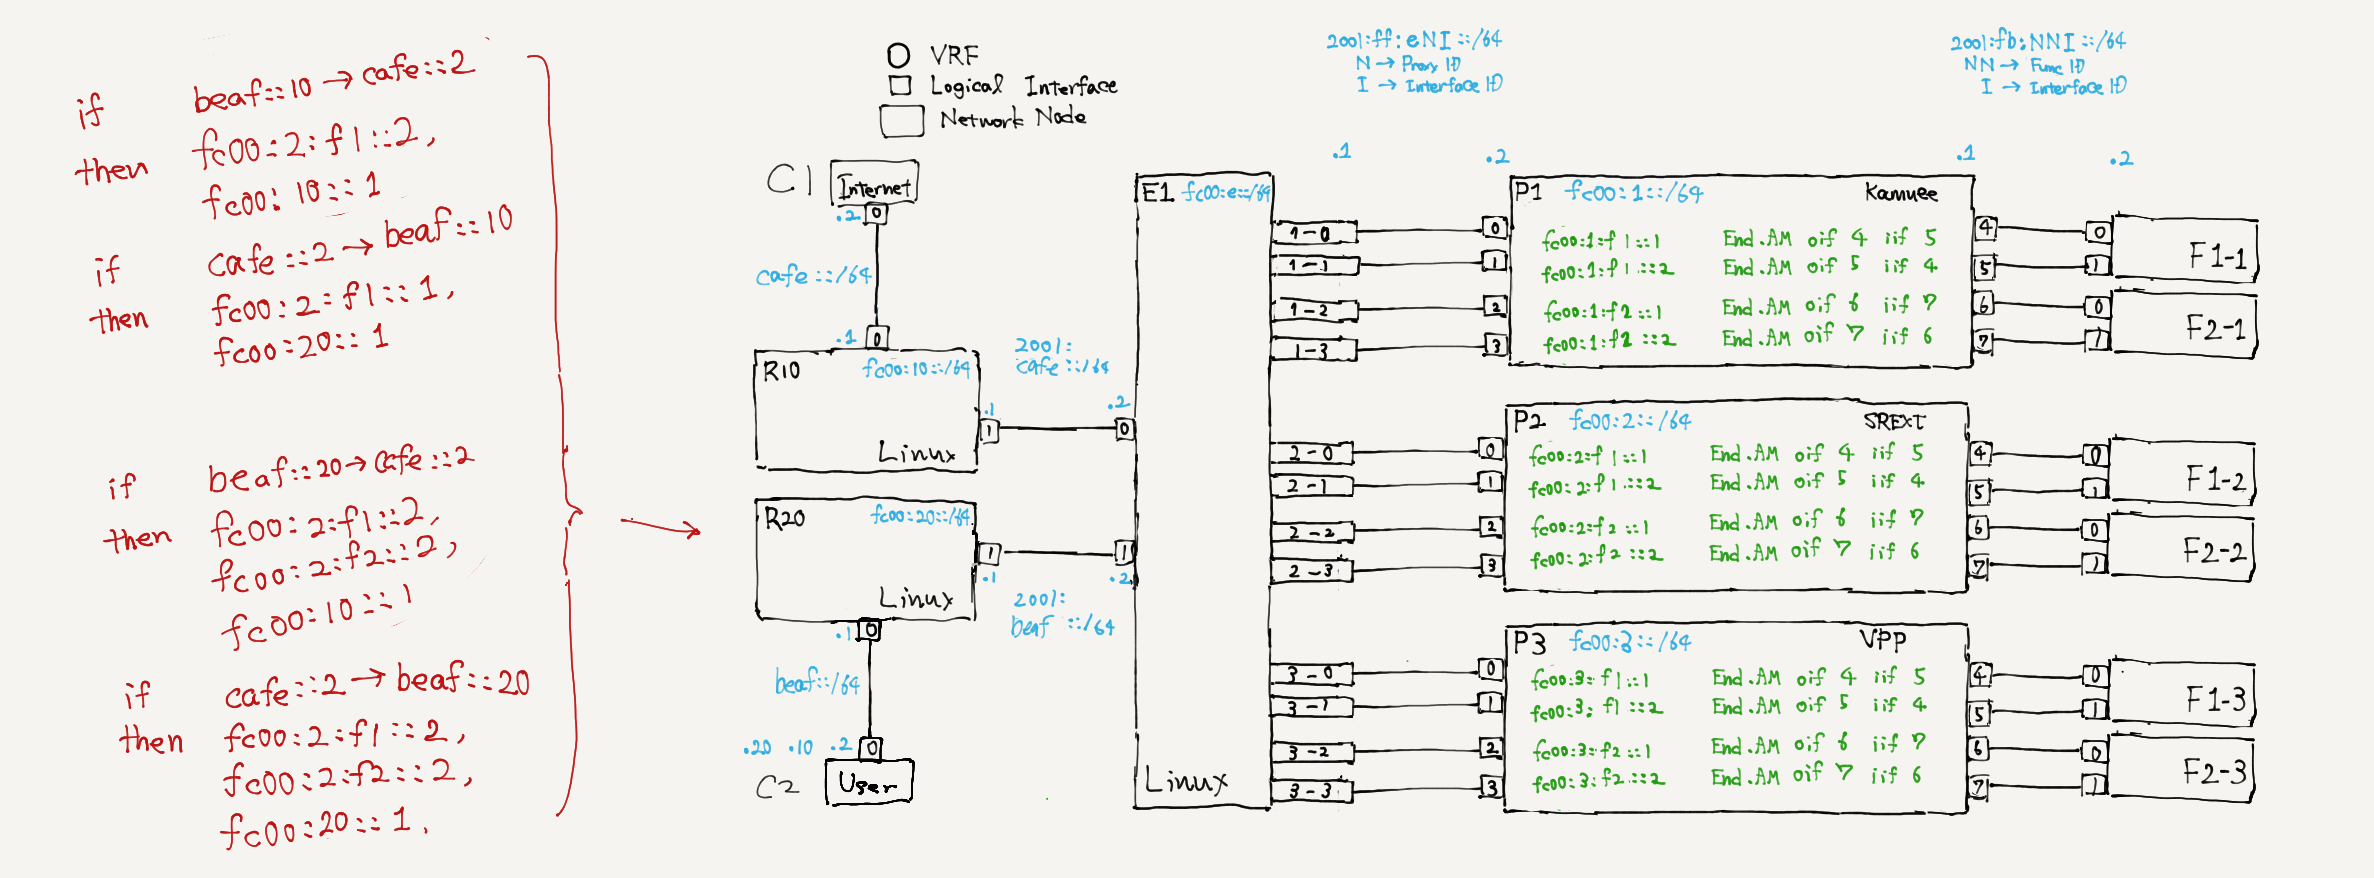 if beaf::10 → cafe::2
then fc00:2:f1::2,
fc00:10::1
if cafe::2 → beaf::10
then fc00:2:f1::1,
fc00:20::1
if beaf::20 → cafe::2
then fc00:2:f1::2,
fc00:2:f2::2,
fc00:10::1
if cafe::2 → beaf::20
then fc00:2:f1::2,
fc00:2:f2::2,
fc00:20::1.
VRF
Logical Interface
Network Node
C1 Internet
.2 0
cafe::/64
.1 0
R10 fc00:10::/64
Linux
.1 1
2001:
cafe::/64
.2 0
R20 fc00:20::/64
Linux
1 .1
2001:
beaf::/64
1 .2
.1 0
beaf::/64
.20 .10 .2 0
C2 User
E1 fc00:e::/64
Linux
2001:ff:eNI::/64
N → Proxy ID
I → Interface ID
.1 .2
2001:fb:NNI::/64
NN → Func ID
I → Interface ID
.1 .2
1-0 0
1-1 1
1-2 2
1-3 3
P1 fc00:1::/64 Kamuee
fc00:1:f1::1 End.AM oif 4 iif 5
fc00:1:f1::2 End.AM oif 5 iif 4
fc00:1:f2::1 End.AM oif 6 iif 7
fc00:1:f2::2 End.AM oif 7 iif 6
4 0
5 1
F1-1
6 0
7 1
F2-1
2-0 0
2-1 1
2-2 2
2-3 3
P2 fc00:2::/64 SREXT
fc00:2:f1::1 End.AM oif 4 iif 5
fc00:2:f1::2 End.AM oif 5 iif 4
fc00:2:f2::1 End.AM oif 6 iif 7
fc00:2:f2::2 End.AM oif 7 iif 6
4 0
5 1
F1-2
6 0
7 1
F2-2
3-0 0
3-1 1
3-2 2
3-3 3
P3 fc00:3::/64 VPP
fc00:3:f1::1 End.AM oif 4 iif 5
fc00:3:f1::2 End.AM oif 5 iif 4
fc00:3:f2::1 End.AM oif 6 iif 7
fc00:3:f2::2 End.AM oif 7 iif 6
4 0
5 1
F1-3
6 0
7 1
F2-3